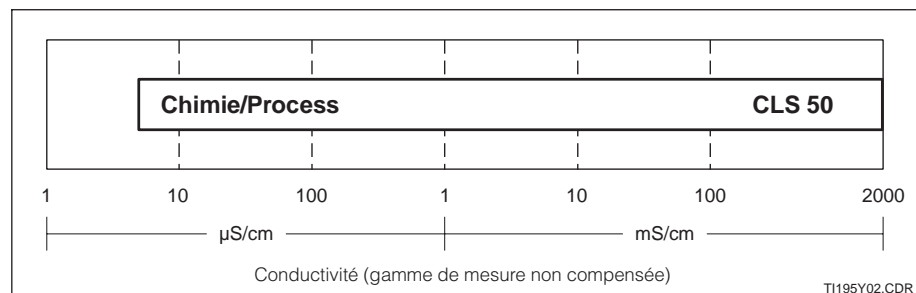 Chimie/Process CLS 50
1 10 100 1 10 100 2000
µS/cm mS/cm
Conductivité (gamme de mesure non compensée)
TI195Y02.CDR